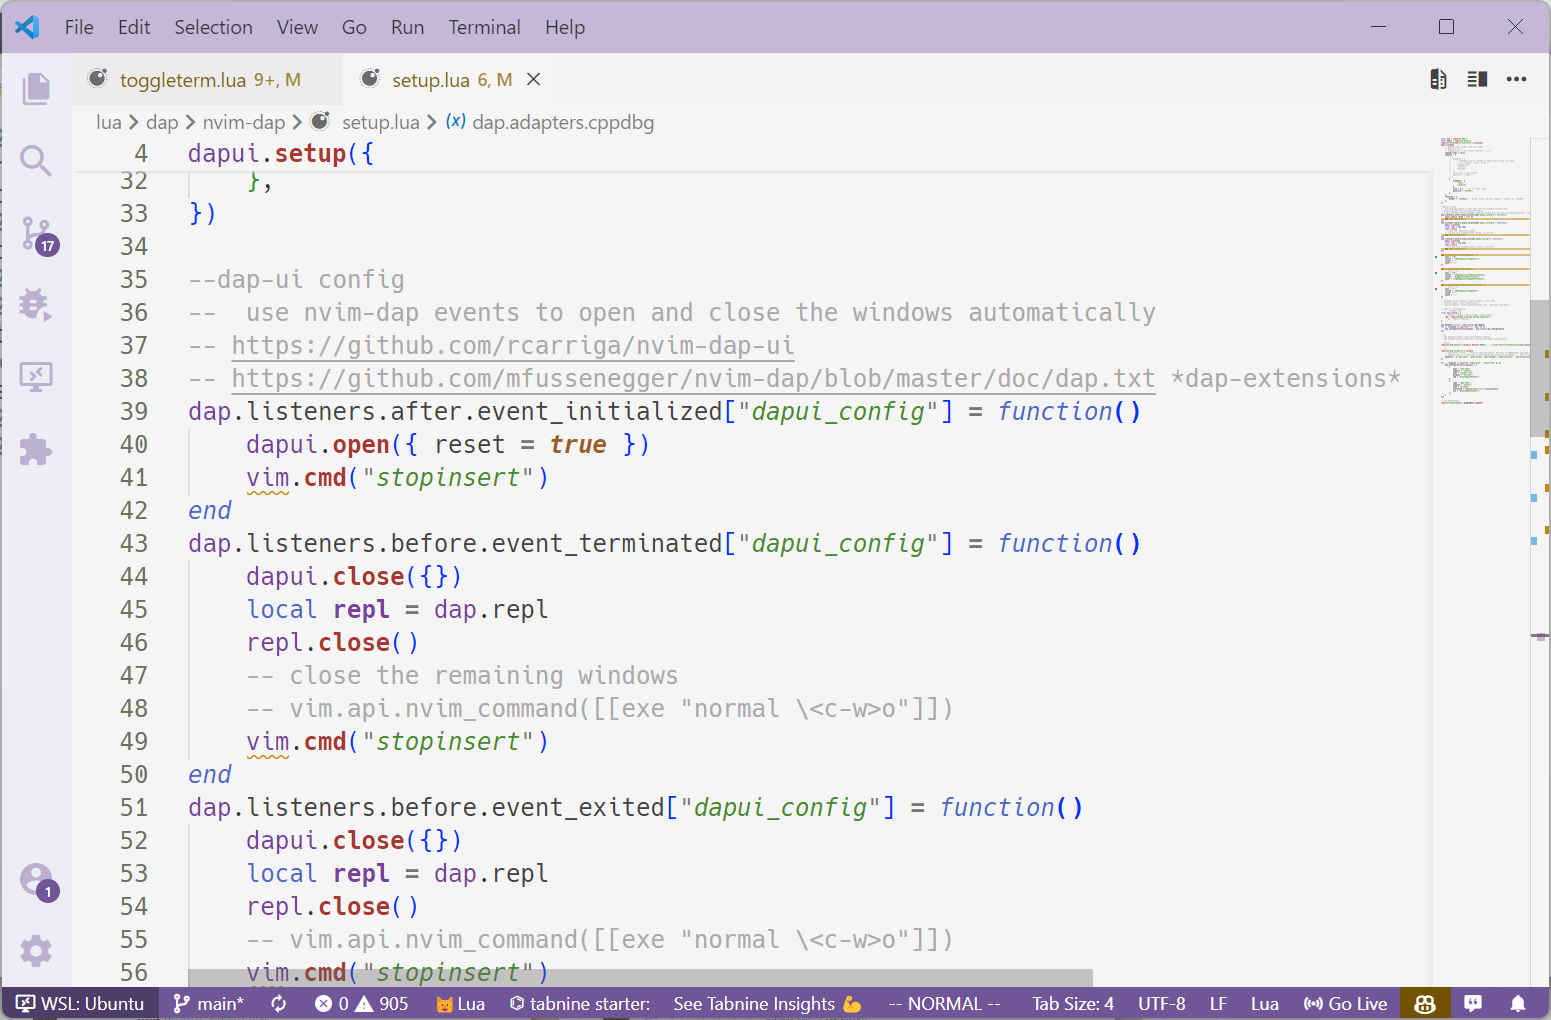 File Edit Selection View Go Run Terminal Help
toggleterm.lua 9+, M setup.lua 6, M
lua > dap > nvim-dap > setup.lua > (x) dap.adapters.cppdbg
4 dapui.setup({
32 },
33 })
34
35 --dap-ui config
36 --  use nvim-dap events to open and close the windows automatically
37 -- https://github.com/rcarriga/nvim-dap-ui
38 -- https://github.com/mfussenegger/nvim-dap/blob/master/doc/dap.txt *dap-extensions*
39 dap.listeners.after.event_initialized["dapui_config"] = function()
40 dapui.open({ reset = true })
41 vim.cmd("stopinsert")
42 end
43 dap.listeners.before.event_terminated["dapui_config"] = function()
44 dapui.close({})
45 local repl = dap.repl
46 repl.close()
47 -- close the remaining windows
48 -- vim.api.nvim_command([[exe "normal \<c-w>o"]])
49 vim.cmd("stopinsert")
50 end
51 dap.listeners.before.event_exited["dapui_config"] = function()
52 dapui.close({})
53 local repl = dap.repl
54 repl.close()
55 -- vim.api.nvim_command([[exe "normal \<c-w>o"]])
56 vim.cmd("stopinsert")
17
1
WSL: Ubuntu main* 0 905 Lua tabnine starter: See Tabnine Insights 💪 -- NORMAL -- Tab Size: 4 UTF-8 LF Lua Go Live